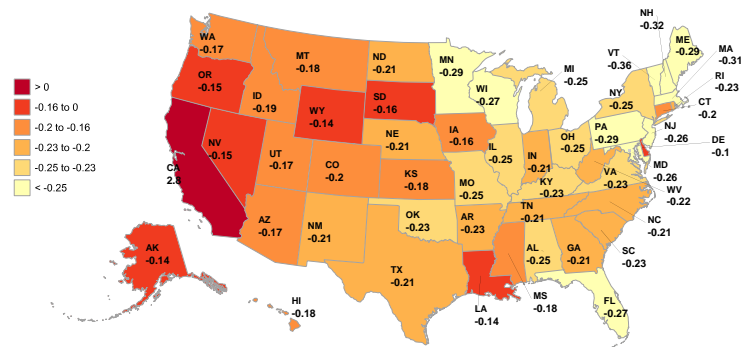 > 0
-0.16 to 0
-0.2 to -0.16
-0.23 to -0.2
-0.25 to -0.23
< -0.25
WA
-0.17
OR
-0.15
CA
2.8
NV
-0.15
ID
-0.19
MT
-0.18
WY
-0.14
UT
-0.17
AZ
-0.17
CO
-0.2
NM
-0.21
ND
-0.21
SD
-0.16
NE
-0.21
KS
-0.18
OK
-0.23
TX
-0.21
MN
-0.29
IA
-0.16
MO
-0.25
AR
-0.23
LA
-0.14
WI
-0.27
IL
-0.25
MI
-0.25
IN
-0.21
OH
-0.25
KY
-0.23
TN
-0.21
MS
-0.18
AL
-0.25
GA
-0.21
FL
-0.27
SC
-0.23
NC
-0.21
VA
-0.23
WV
-0.22
MD
-0.26
DE
-0.1
NJ
-0.26
PA
-0.29
NY
-0.25
CT
-0.2
RI
-0.23
MA
-0.31
ME
-0.29
NH
-0.32
VT
-0.36
AK
-0.14
HI
-0.18